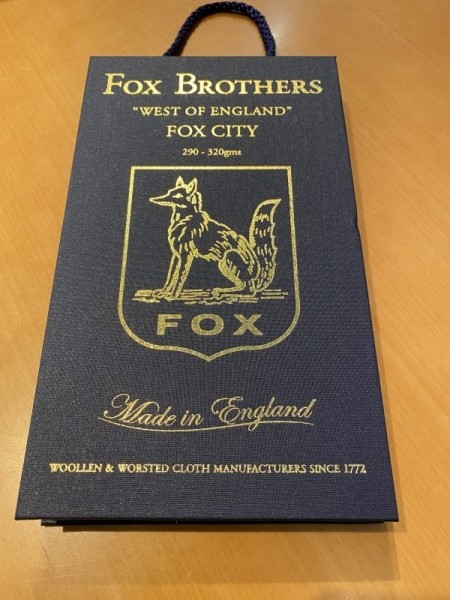 FOX BROTHERS
"WEST OF ENGLAND"
FOX CITY
290 - 320gms
FOX
Made in England
WOOLLEN & WORSTED CLOTH MANUFACTURERS SINCE 1772